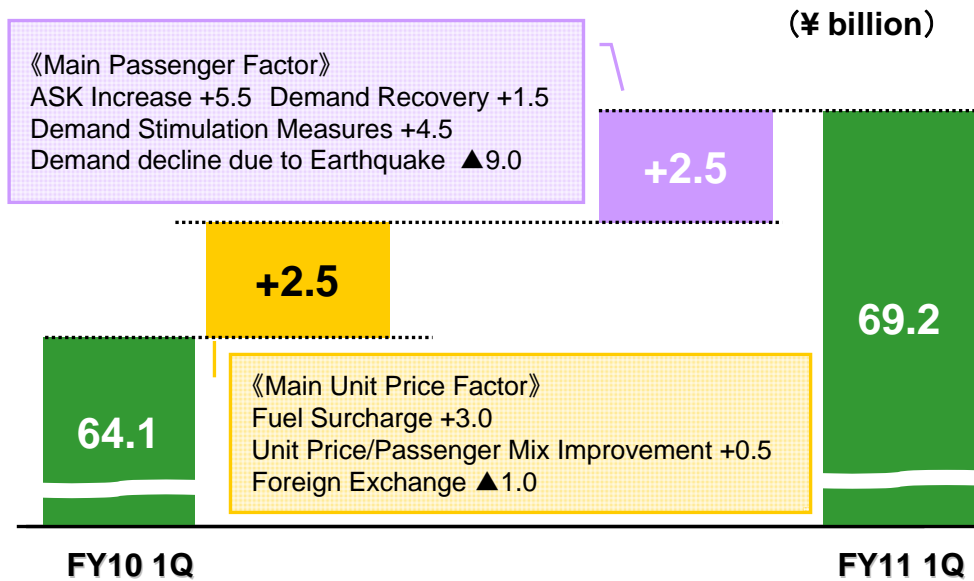 （¥ billion）
《Main Passenger Factor》
ASK Increase +5.5 Demand Recovery +1.5
Demand Stimulation Measures +4.5
Demand decline due to Earthquake ▲9.0
+2.5
+2.5
69.2
《Main Unit Price Factor》
Fuel Surcharge +3.0
Unit Price/Passenger Mix Improvement +0.5
Foreign Exchange ▲1.0
64.1
FY10 1Q
FY11 1Q